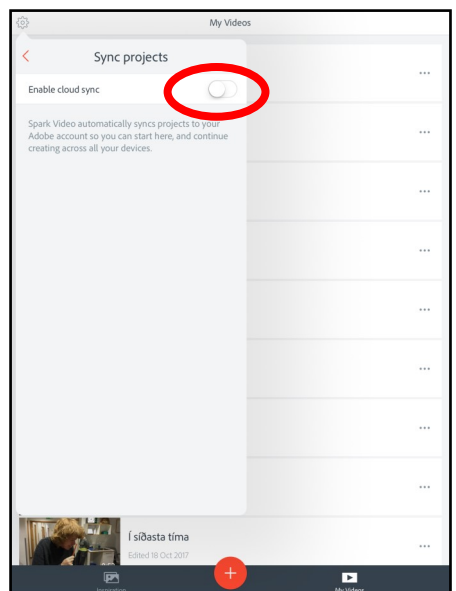 My Videos
Sync projects
Enable cloud sync
Spark Video automatically syncs projects to your
Adobe account so you can start here, and continue
creating across all your devices.
Í síðasta tíma
Edited 18 Oct 2017
Inspiration
My Videos